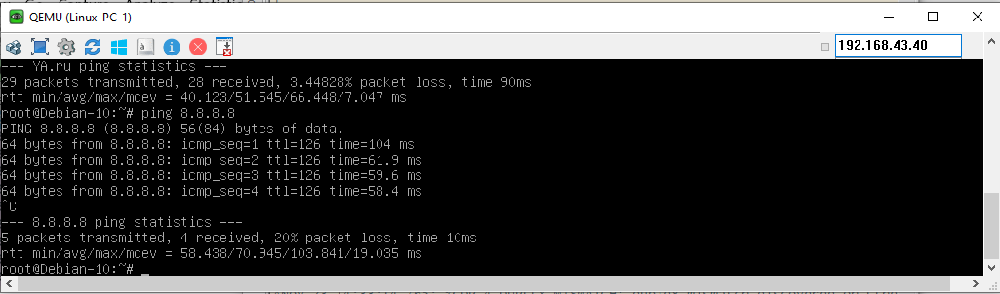 QEMU (Linux-PC-1)
192.168.43.40
--- YA.ru ping statistics ---
29 packets transmitted, 28 received, 3.44828% packet loss, time 90ms
rtt min/avg/max/mdev = 40.123/51.545/66.448/7.047 ms
root@Debian-10:~# ping 8.8.8.8
PING 8.8.8.8 (8.8.8.8) 56(84) bytes of data.
64 bytes from 8.8.8.8: icmp_seq=1 ttl=126 time=104 ms
64 bytes from 8.8.8.8: icmp_seq=2 ttl=126 time=61.9 ms
64 bytes from 8.8.8.8: icmp_seq=3 ttl=126 time=59.6 ms
64 bytes from 8.8.8.8: icmp_seq=4 ttl=126 time=58.4 ms
^C
--- 8.8.8.8 ping statistics ---
5 packets transmitted, 4 received, 20% packet loss, time 10ms
rtt min/avg/max/mdev = 58.438/70.945/103.841/19.035 ms
root@Debian-10:~# _